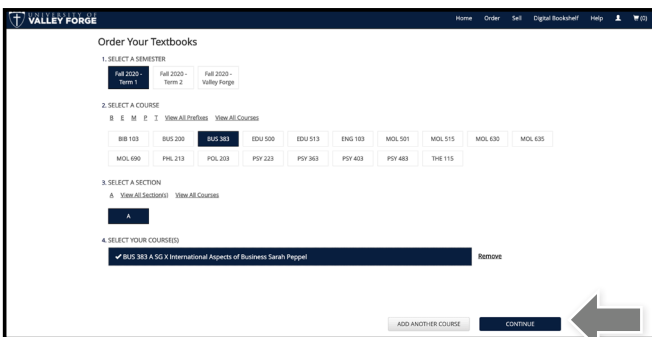 UNIVERSITY OF
VALLEY FORGE
Home Order Sell Digital Bookshelf Help (0)
Order Your Textbooks
1. SELECT A SEMESTER
Fall 2020 - Term 1
Fall 2020 - Term 2
Fall 2020 - Valley Forge
2. SELECT A COURSE
B E M P T View All Prefixes View All Courses
BIB 103 BUS 200 BUS 383 EDU 500 EDU 513 ENG 103 MOL 501 MOL 515 MOL 630 MOL 635
MOL 690 PHL 213 POL 203 PSY 223 PSY 363 PSY 403 PSY 483 THE 115
3. SELECT A SECTION
A View All Section(s) View All Courses
A
4. SELECT YOUR COURSE(S)
✔ BUS 383 A SG X International Aspects of Business Sarah Peppel Remove
ADD ANOTHER COURSE CONTINUE